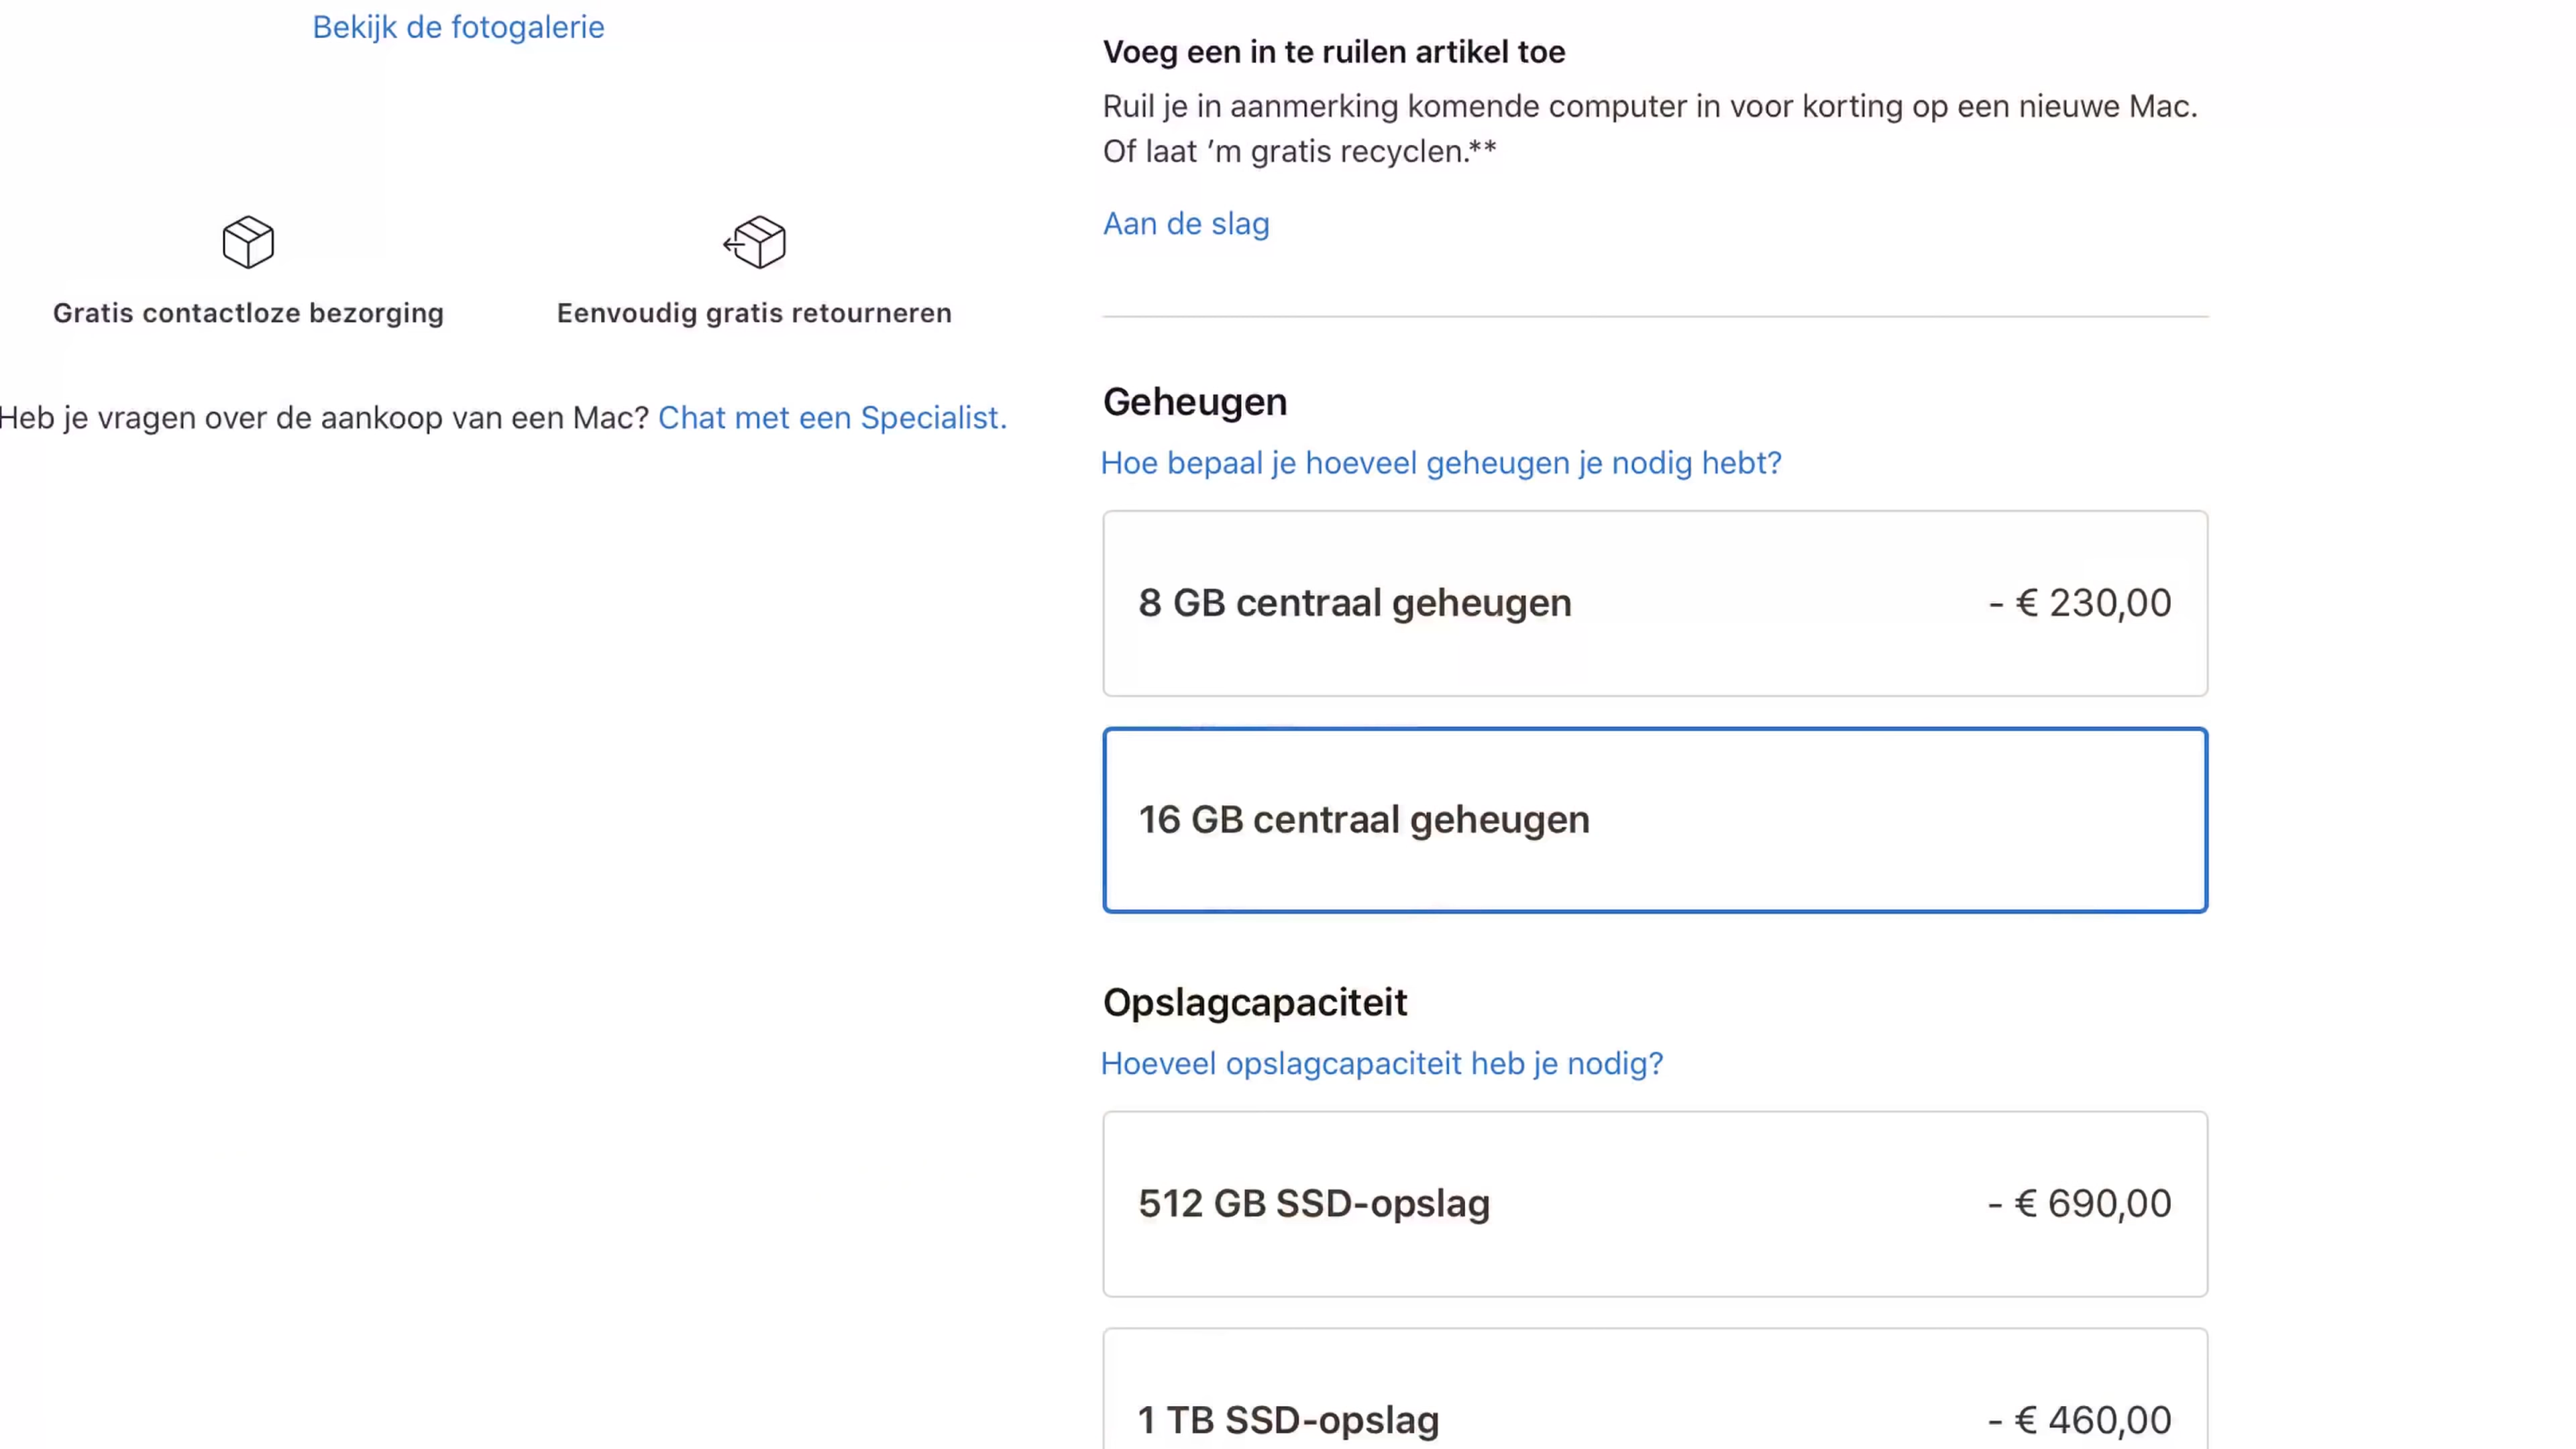 Bekijk de fotogalerie
Gratis contactloze bezorging
Eenvoudig gratis retourneren
Heb je vragen over de aankoop van een Mac? Chat met een Specialist.
Voeg een in te ruilen artikel toe
Ruil je in aanmerking komende computer in voor korting op een nieuwe Mac.
Of laat ’m gratis recyclen.**
Aan de slag
Geheugen
Hoe bepaal je hoeveel geheugen je nodig hebt?
8 GB centraal geheugen - € 230,00
16 GB centraal geheugen
Opslagcapaciteit
Hoeveel opslagcapaciteit heb je nodig?
512 GB SSD-opslag - € 690,00
1 TB SSD-opslag - € 460,00